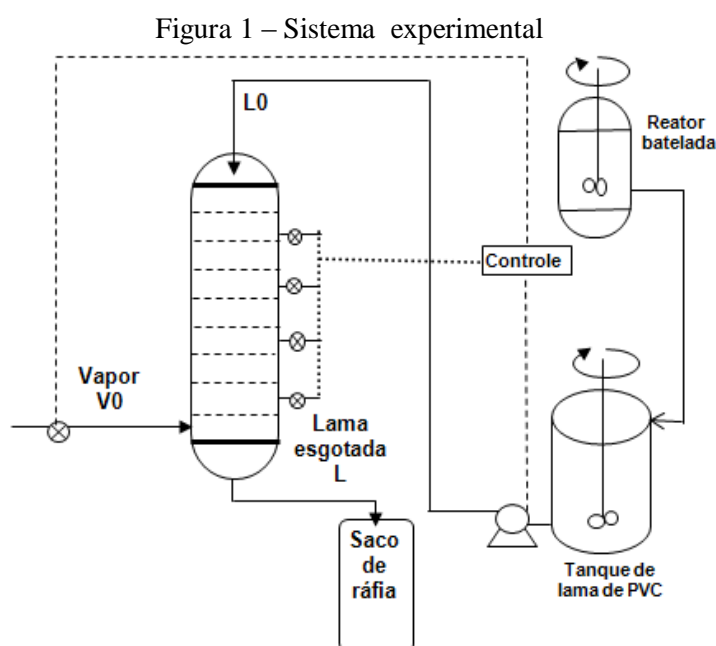 Figura 1 – Sistema experimental
L0
Reator
batelada
Controle
Vapor
V0
Lama
esgotada
L
Saco
de
ráfia
Tanque de
lama de PVC